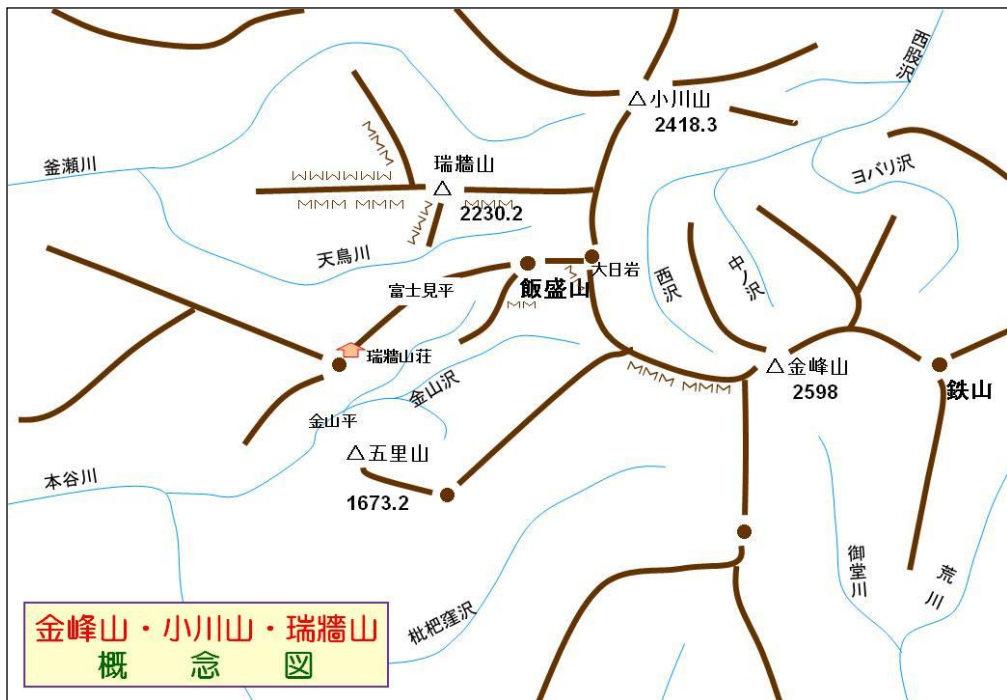 西股沢
小川山
2418.3
釜瀬川
瑞牆山
2230.2
ヨバリ沢
天鳥川
大日岩
西沢
中ノ沢
富士見平
飯盛山
瑞牆山荘
金峰山
2598
鉄山
金山沢
金山平
五里山
1673.2
本谷川
御堂川
荒川
枇杷窪沢
金峰山・小川山・瑞牆山
概念図